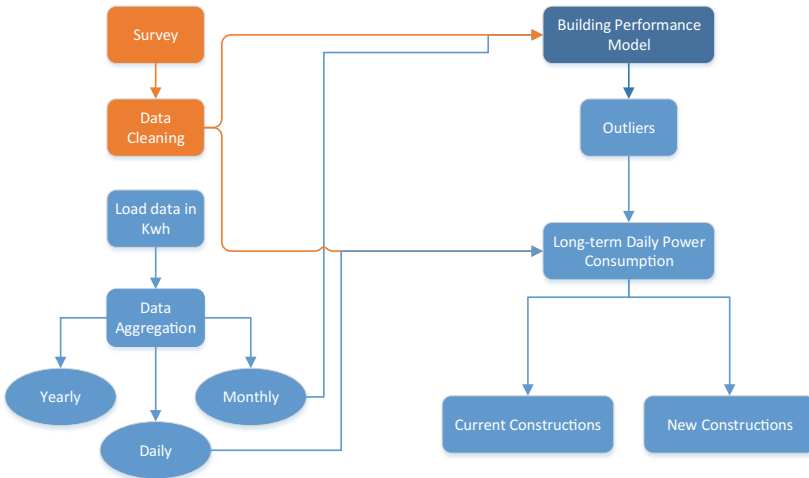 Survey
Building Performance
Model
Data
Cleaning
Outliers
Load data in
Kwh
Long-term Daily Power
Consumption
Data
Aggregation
Yearly
Monthly
Daily
Current Constructions
New Constructions